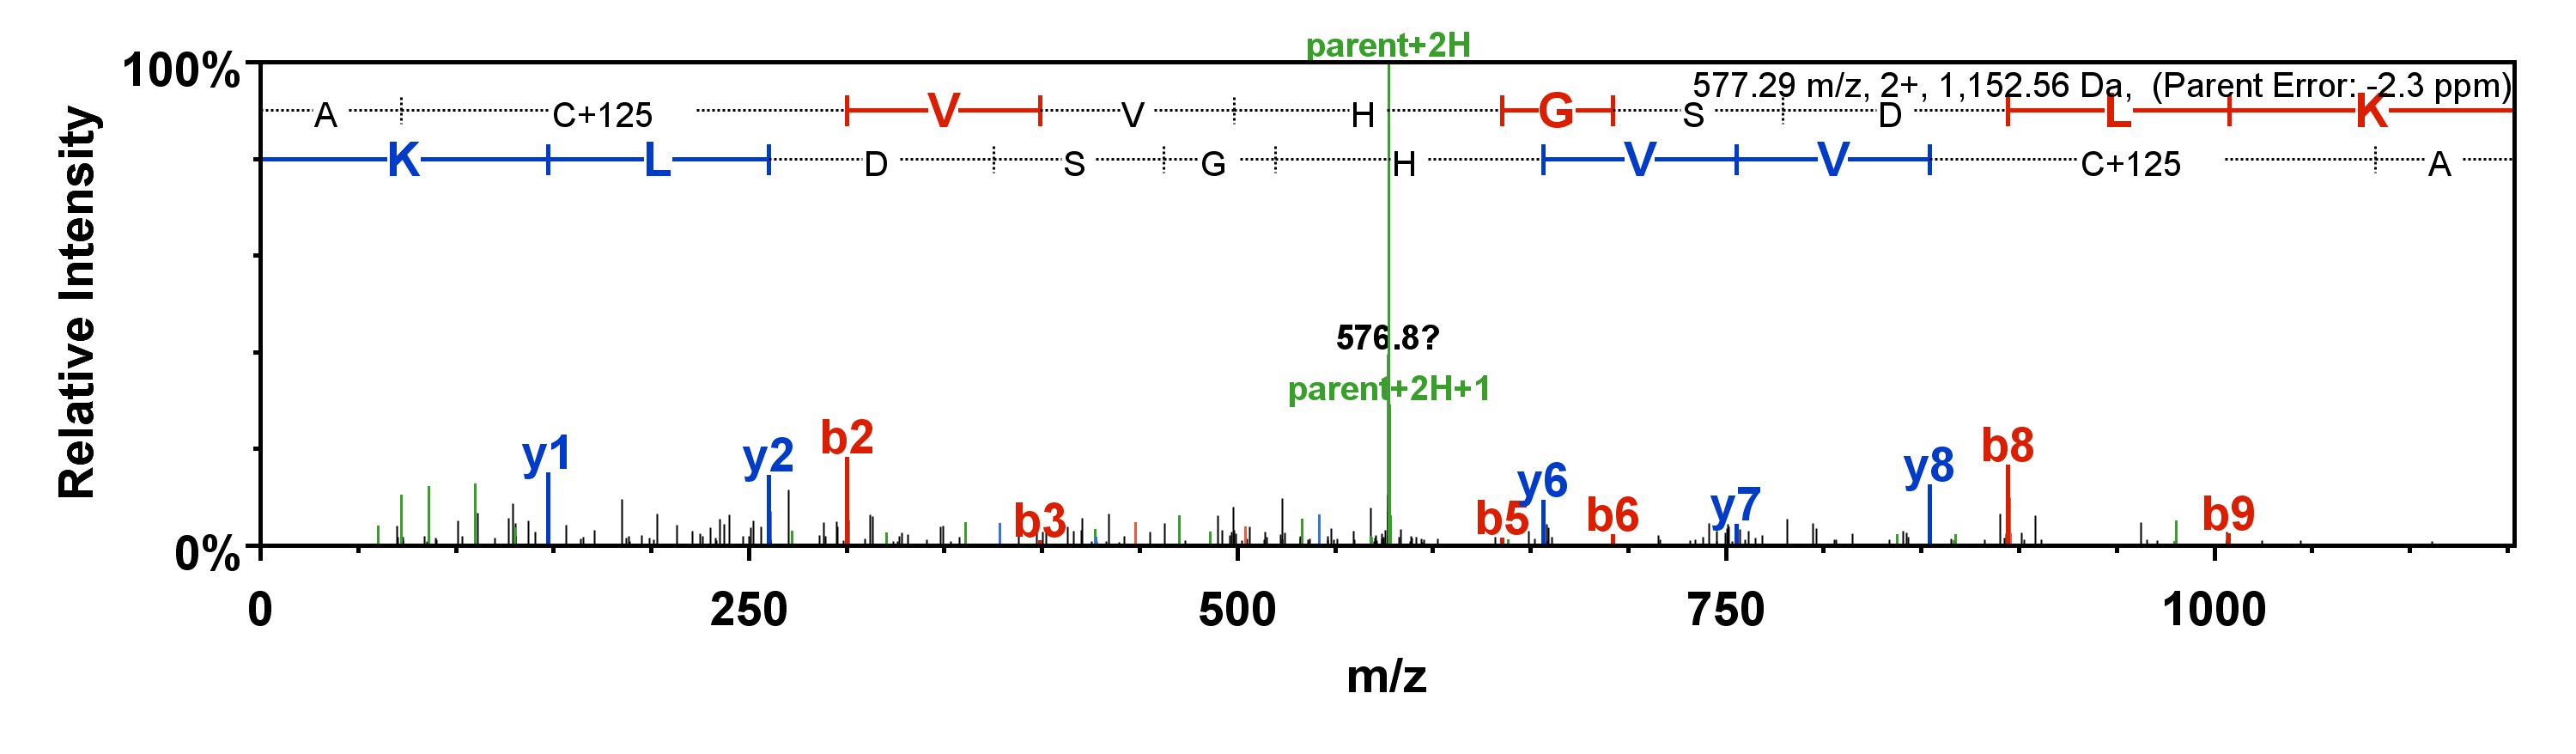 parent+2H
100%
577.29 m/z, 2+, 1,152.56 Da, (Parent Error: -2.3 ppm)
A C+125 V V H G S D L K
K L D S G H V V C+125 A
Relative Intensity
576.8?
parent+2H+1
y1 y2 b2 b3 b5 y6 b6 y7 y8 b8 b9
0%
0 250 500 750 1000
m/z